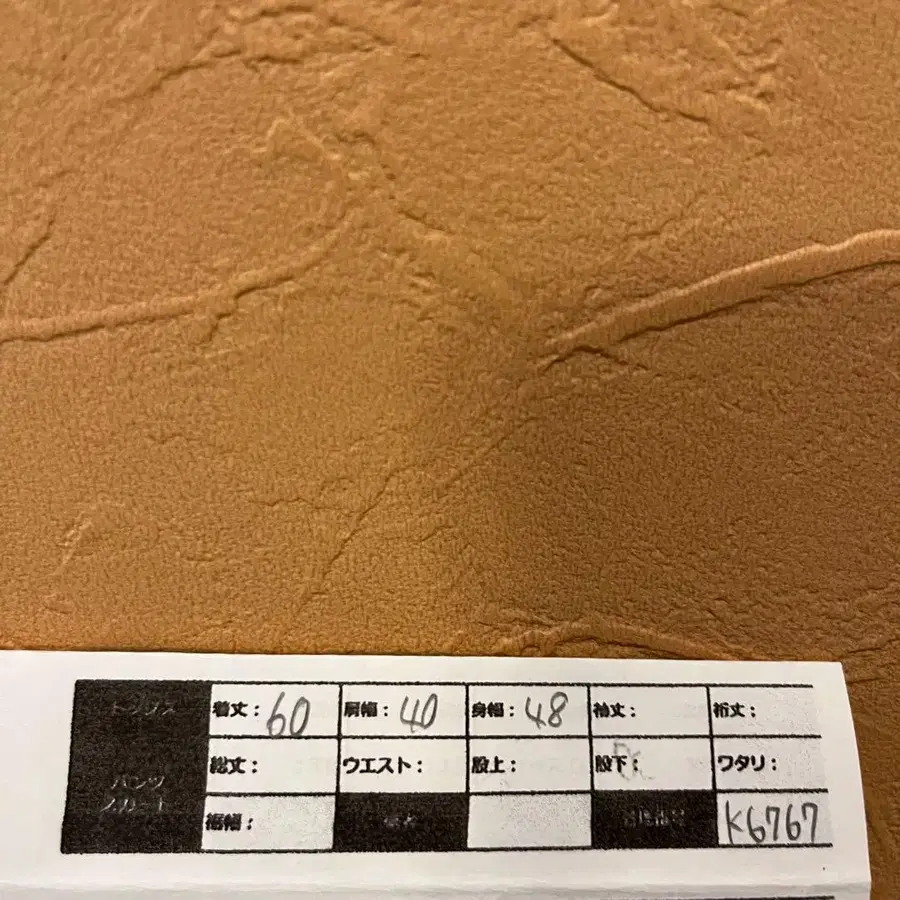 トップス 着丈：60 肩幅：40 身幅：48 袖丈： 裄丈：
パンツ 総丈： ウエスト： 股上： 股下： ワタリ：
スカート 裾幅： K6767